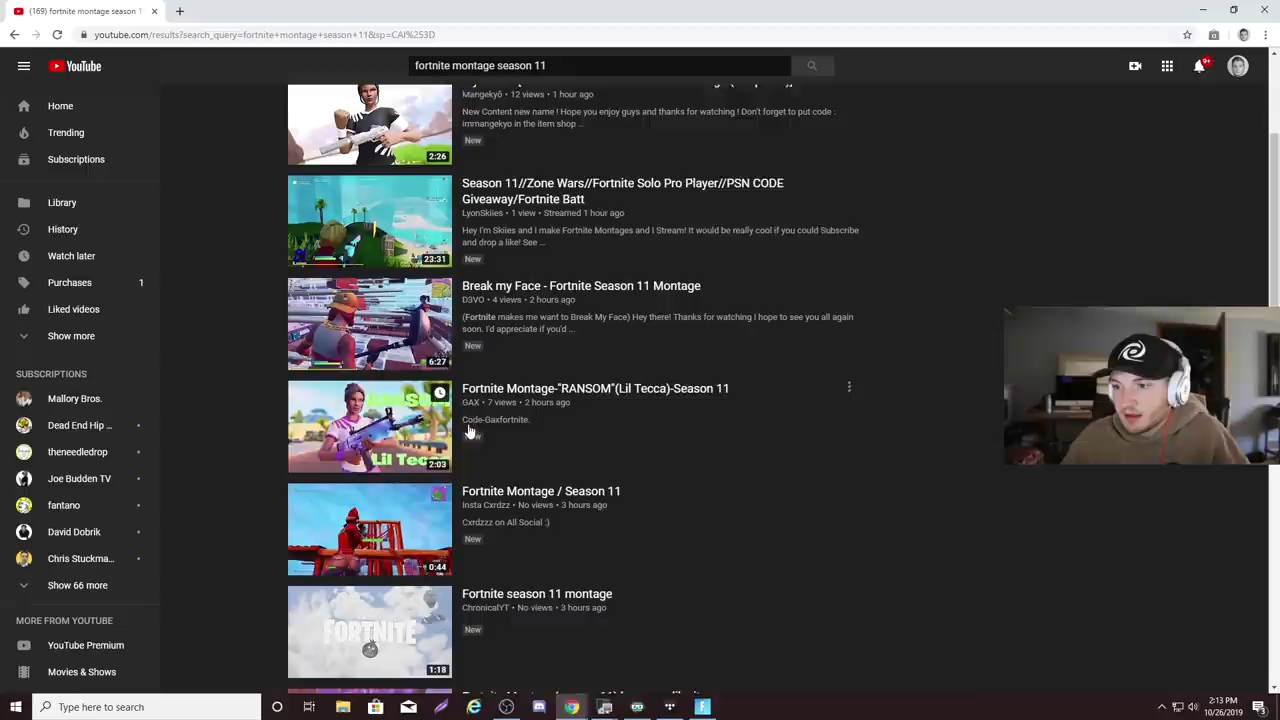 (169) fortnite montage season 1
youtube.com/results?search_query=fortnite+montage+season+11&sp=CAI%253D
YouTube
fortnite montage season 11
9+
Home
Trending
Subscriptions
Library
History
Watch later
Purchases 1
Liked videos
Show more
SUBSCRIPTIONS
Mallory Bros.
Dead End Hip ...
theneedledrop
Joe Budden TV
fantano
David Dobrik
Chris Stuckma...
Show 66 more
MORE FROM YOUTUBE
YouTube Premium
Movies & Shows
Mangekyō • 12 views • 1 hour ago
New Content new name ! Hope you enjoy guys and thanks for watching ! Don't forget to put code :
immangekyo in the item shop ...
New
2:26
Season 11//Zone Wars//Fortnite Solo Pro Player//PSN CODE
Giveaway/Fortnite Batt
LyonSkiies • 1 view • Streamed 1 hour ago
Hey I'm Skiies and I make Fortnite Montages and I Stream! It would be really cool if you could Subscribe
and drop a like! See ...
New
23:31
Break my Face - Fortnite Season 11 Montage
D3VO • 4 views • 2 hours ago
(Fortnite makes me want to Break My Face) Hey there! Thanks for watching I hope to see you all again
soon. I'd appreciate if you'd ...
New
6:27
Fortnite Montage-"RANSOM"(Lil Tecca)-Season 11
GAX • 7 views • 2 hours ago
Code-Gaxfortnite.
New
Lil Tecca
2:03
Fortnite Montage / Season 11
Insta Cxrdzz • No views • 3 hours ago
Cxrdzzz on All Social :)
New
0:44
Fortnite season 11 montage
ChronicalYT • No views • 3 hours ago
New
FORTNITE
1:18
Type here to search
2:13 PM
10/26/2019